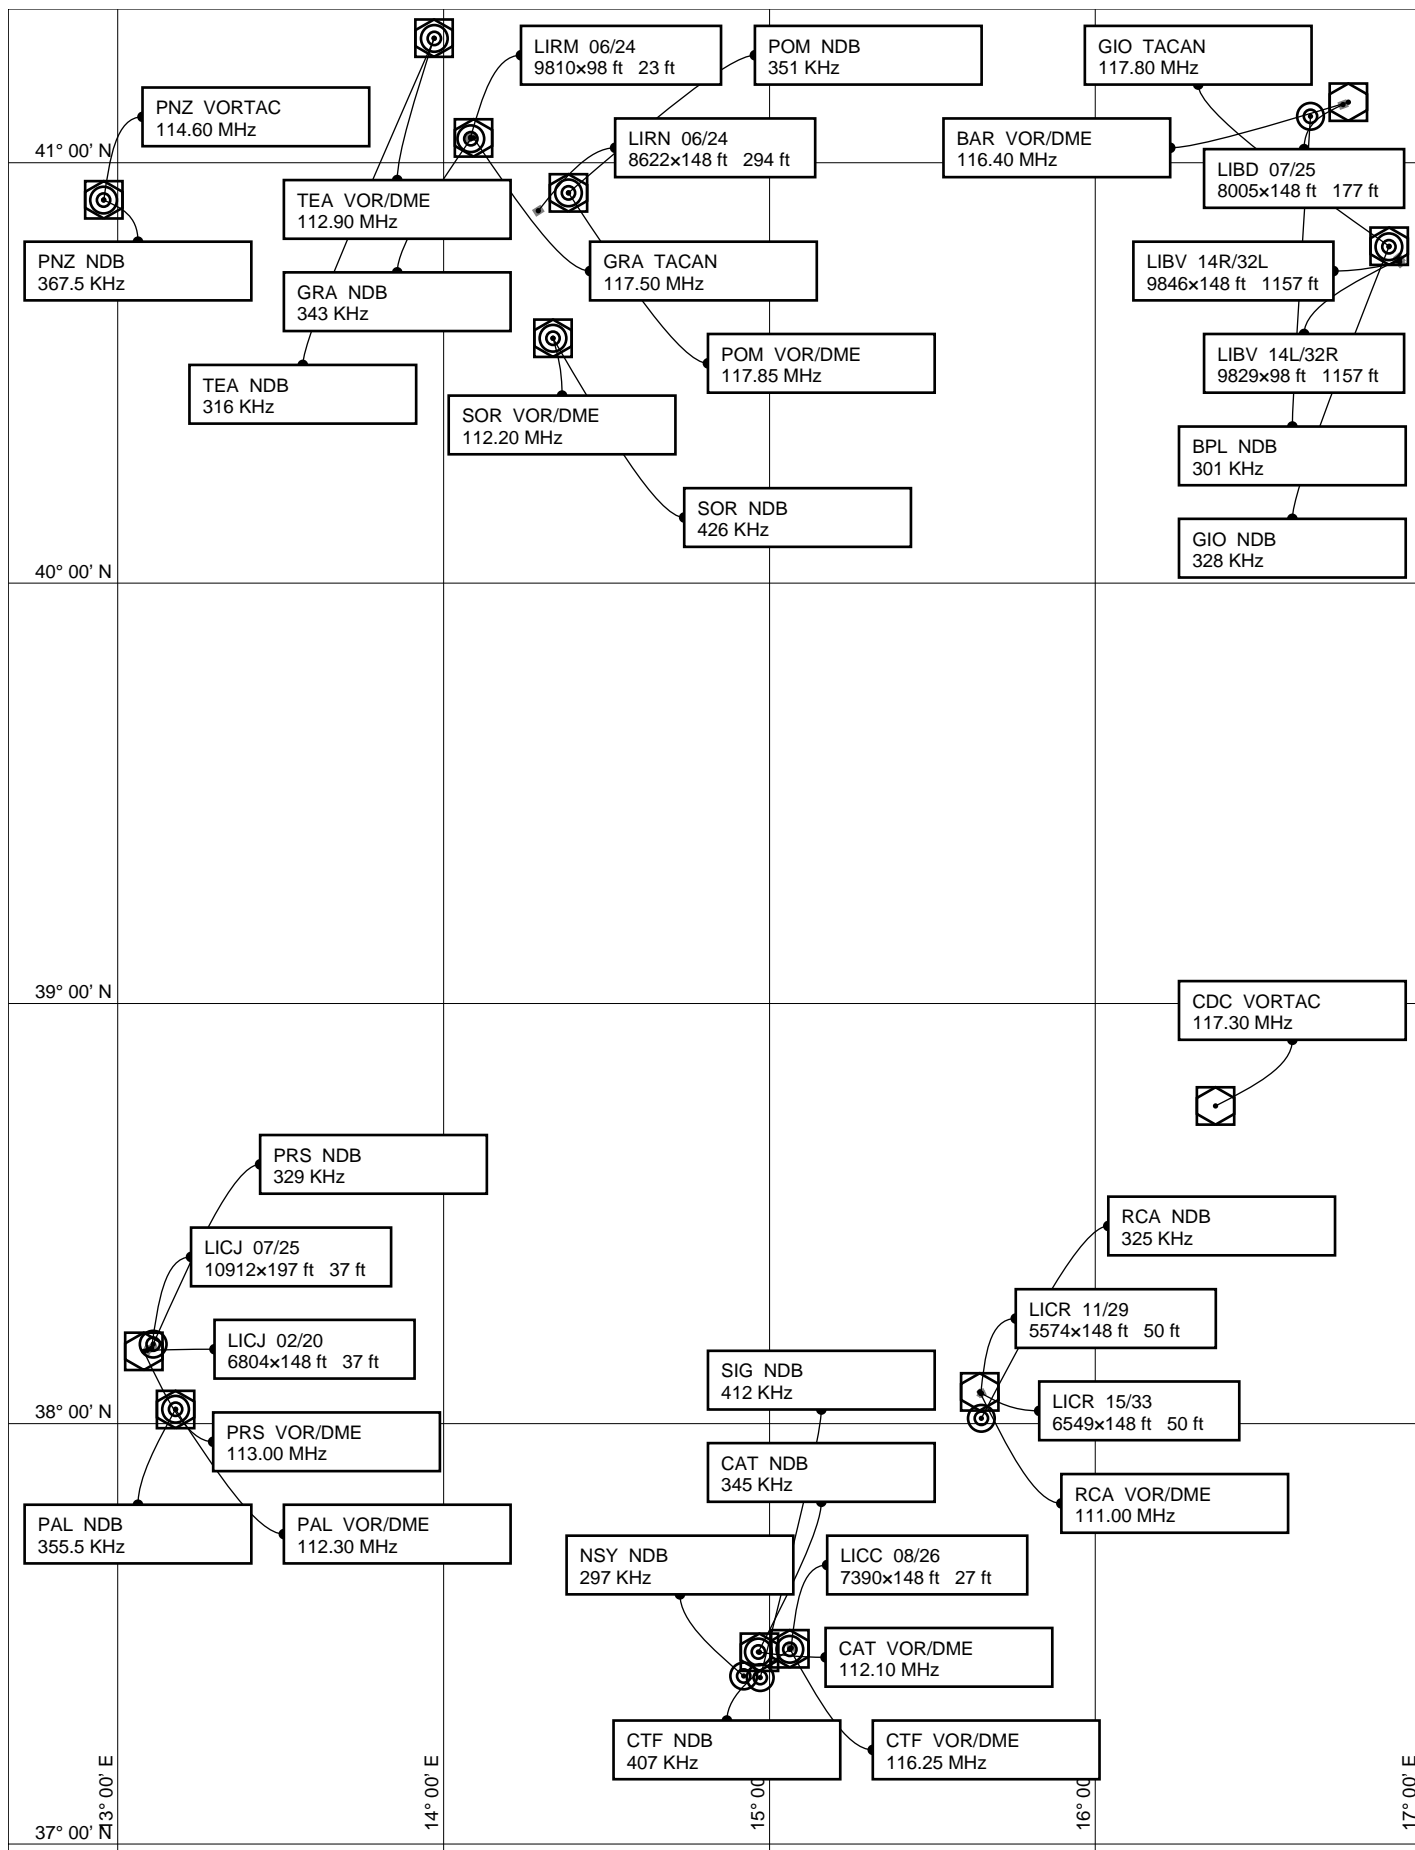 LIRM 06/24
9810×98 ft 23 ft
POM NDB
351 KHz
GIO TACAN
117.80 MHz
PNZ VORTAC
114.60 MHz
LIRN 06/24
8622×148 ft 294 ft
BAR VOR/DME
116.40 MHz
41° 00' N
LIBD 07/25
8005×148 ft 177 ft
TEA VOR/DME
112.90 MHz
PNZ NDB
367.5 KHz
GRA TACAN
117.50 MHz
LIBV 14R/32L
9846×148 ft 1157 ft
GRA NDB
343 KHz
POM VOR/DME
117.85 MHz
LIBV 14L/32R
9829×98 ft 1157 ft
TEA NDB
316 KHz
SOR VOR/DME
112.20 MHz
BPL NDB
301 KHz
SOR NDB
426 KHz
GIO NDB
328 KHz
40° 00' N
39° 00' N
CDC VORTAC
117.30 MHz
PRS NDB
329 KHz
RCA NDB
325 KHz
LICJ 07/25
10912×197 ft 37 ft
LICR 11/29
5574×148 ft 50 ft
LICJ 02/20
6804×148 ft 37 ft
SIG NDB
412 KHz
LICR 15/33
6549×148 ft 50 ft
38° 00' N
PRS VOR/DME
113.00 MHz
CAT NDB
345 KHz
RCA VOR/DME
111.00 MHz
PAL NDB
355.5 KHz
PAL VOR/DME
112.30 MHz
NSY NDB
297 KHz
LICC 08/26
7390×148 ft 27 ft
CAT VOR/DME
112.10 MHz
CTF NDB
407 KHz
CTF VOR/DME
116.25 MHz
13° 00' E
14° 00' E
15° 00
16° 00
17° 00' E
37° 00' N